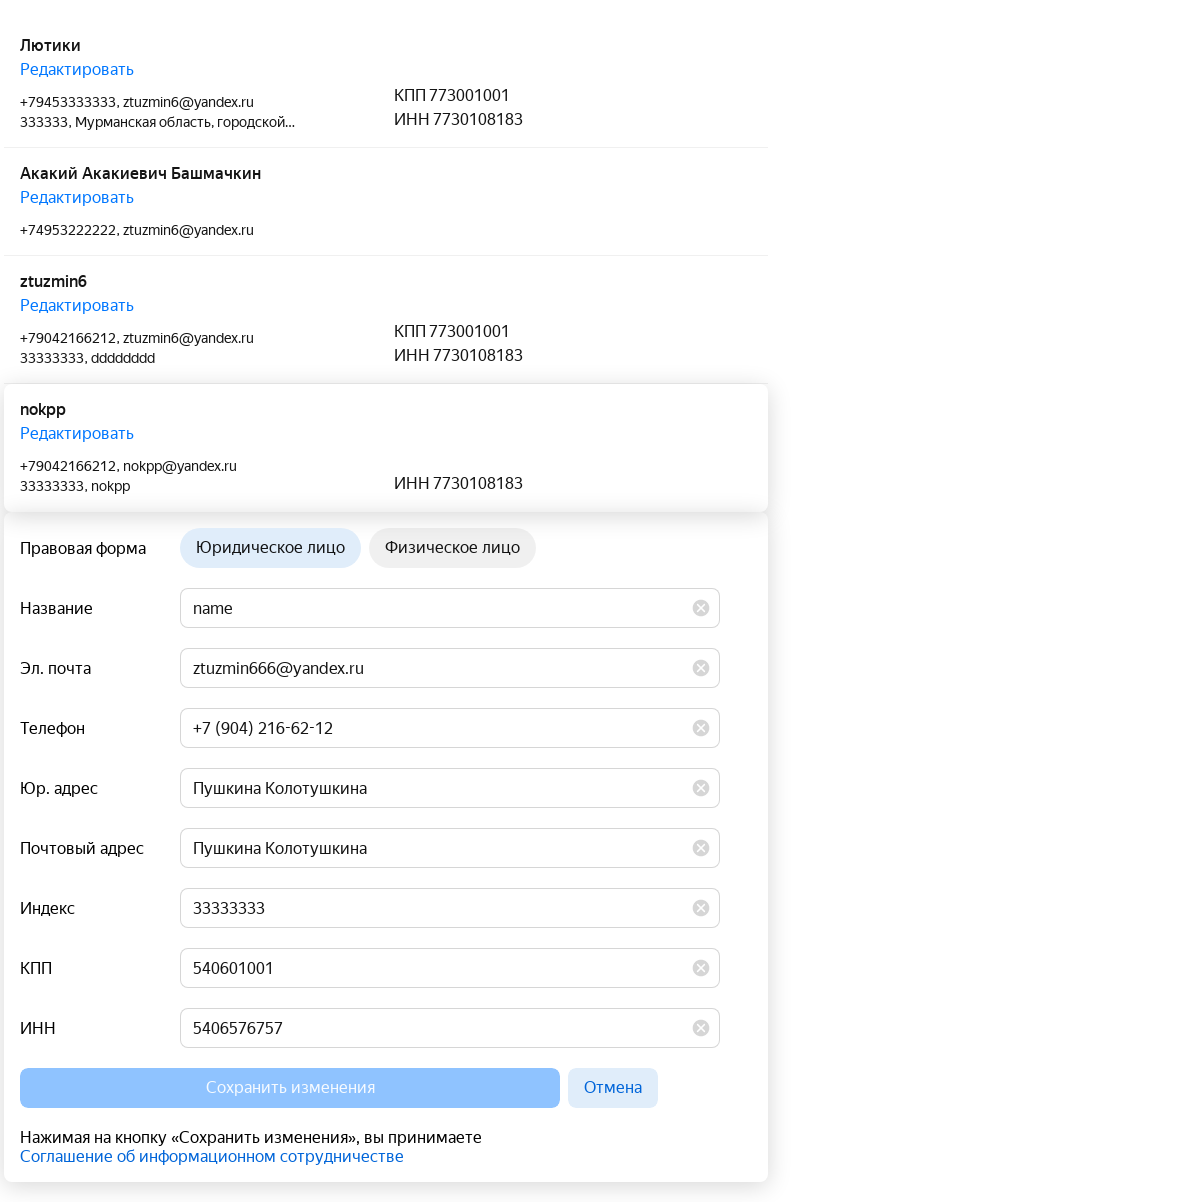 Лютики
Редактировать
+79453333333, ztuzmin6@yandex.ru
333333, Мурманская область, городской...
КПП 773001001
ИНН 7730108183
Акакий Акакиевич Башмачкин
Редактировать
+74953222222, ztuzmin6@yandex.ru
ztuzmin6
Редактировать
+79042166212, ztuzmin6@yandex.ru
33333333, dddddddd
КПП 773001001
ИНН 7730108183
nokpp
Редактировать
+79042166212, nokpp@yandex.ru
33333333, nokpp
ИНН 7730108183
Правовая форма Юридическое лицо Физическое лицо
Название name
Эл. почта ztuzmin666@yandex.ru
Телефон +7 (904) 216-62-12
Юр. адрес Пушкина Колотушкина
Почтовый адрес Пушкина Колотушкина
Индекс 33333333
КПП 540601001
ИНН 5406576757
Сохранить изменения Отмена
Нажимая на кнопку «Сохранить изменения», вы принимаете
Соглашение об информационном сотрудничестве